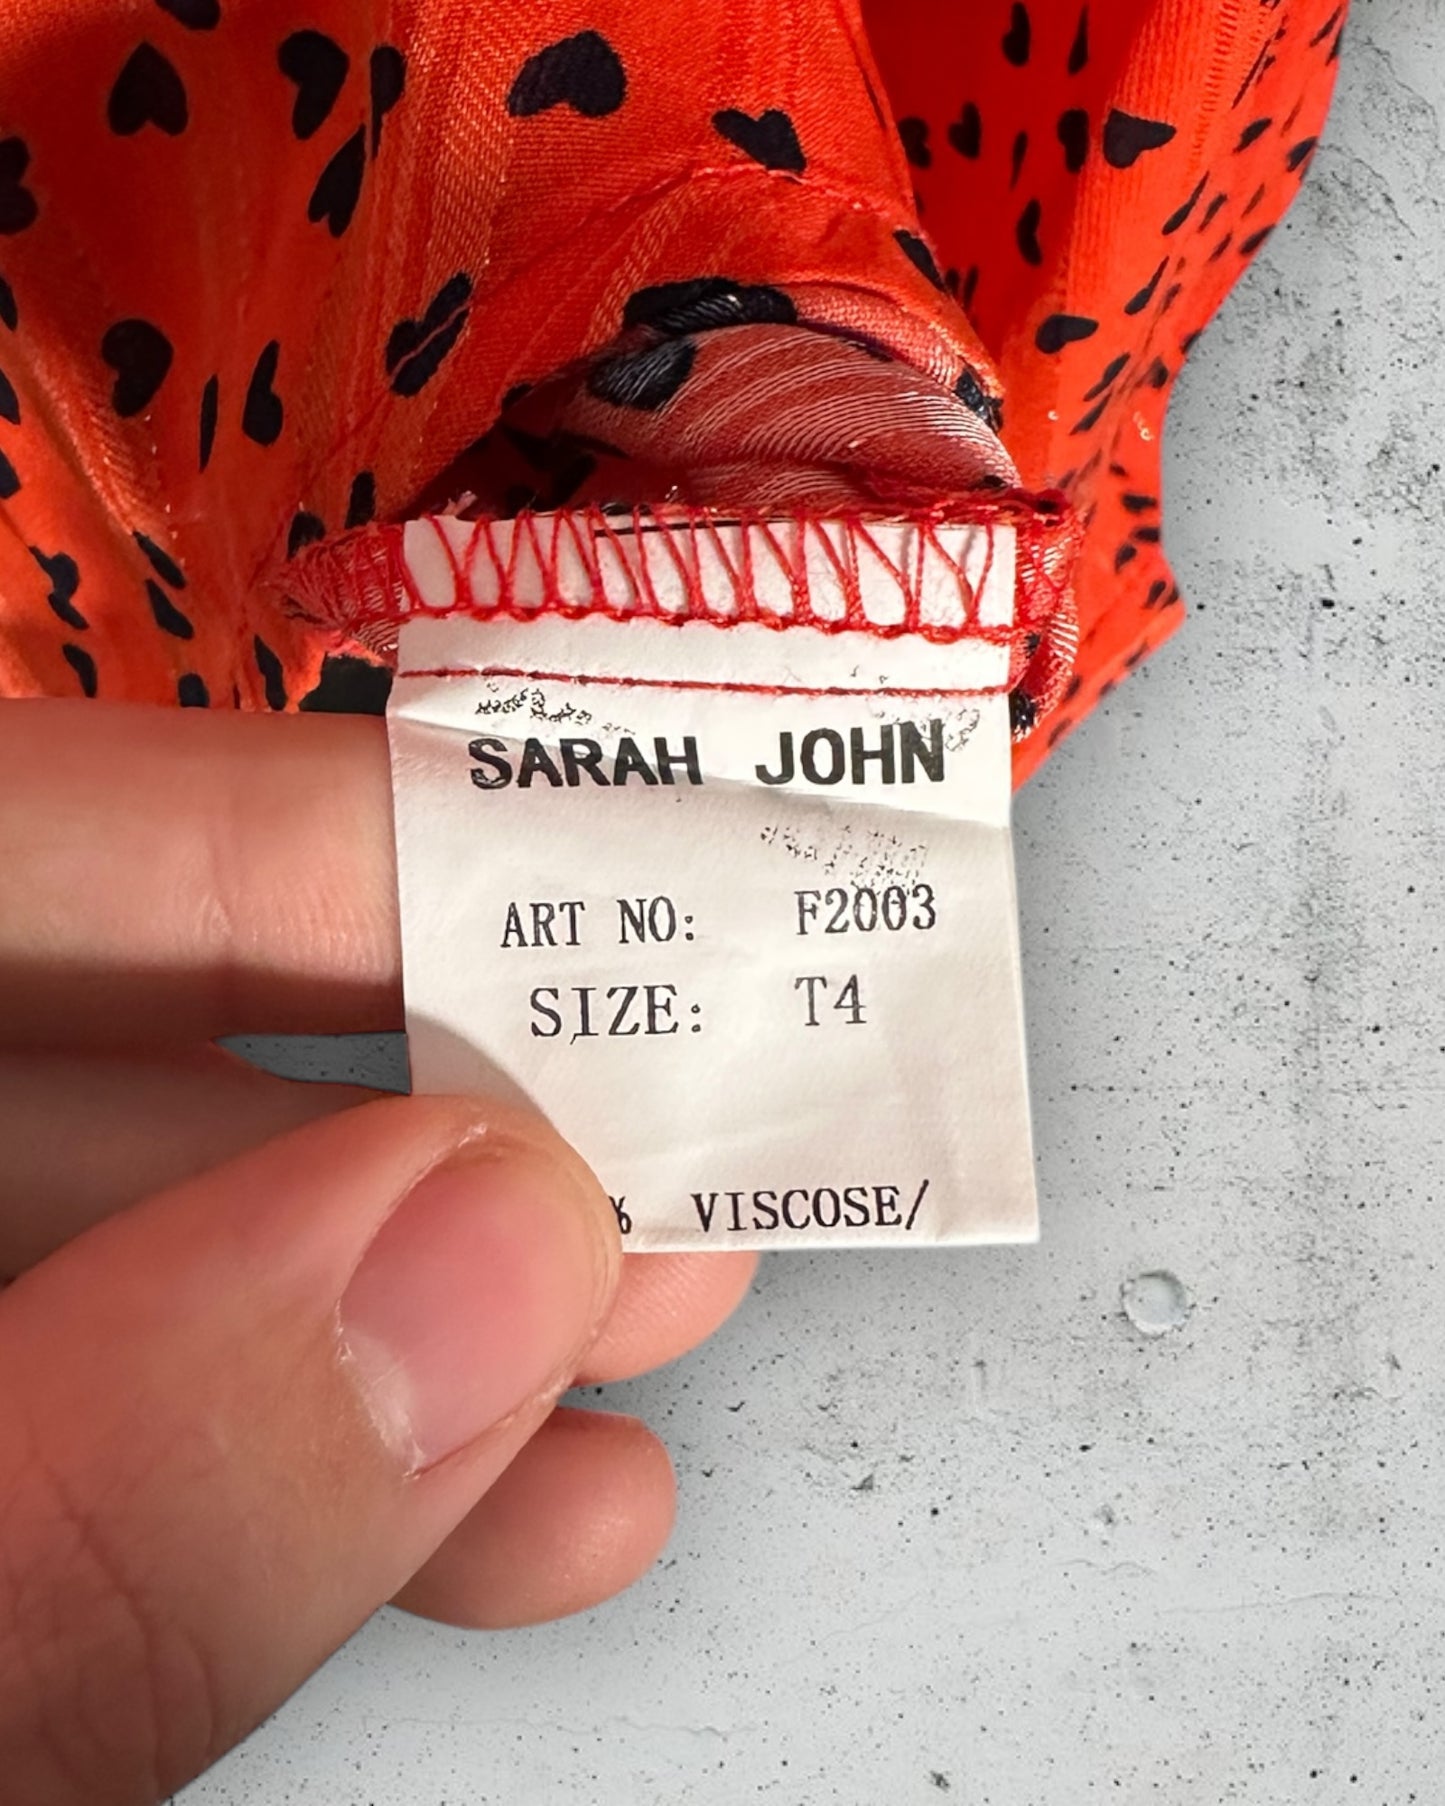 SARAH JOHN
ART NO: F2003
SIZE: T4
% VISCOSE/